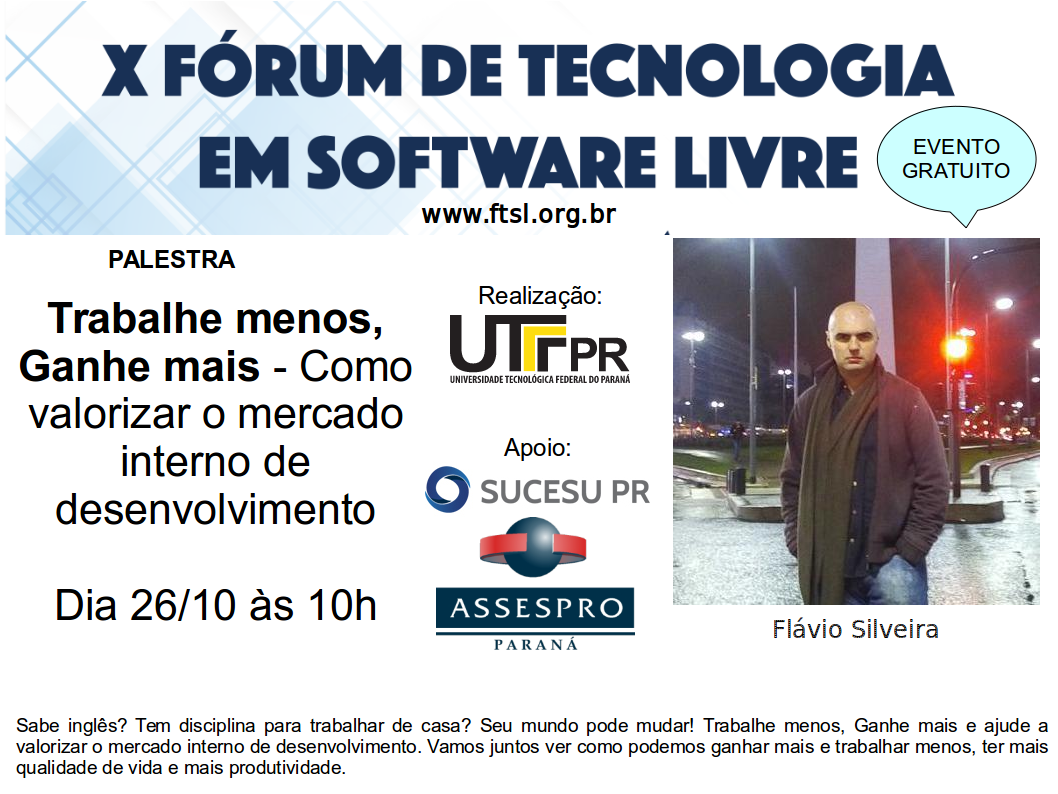 X FÓRUM DE TECNOLOGIA
EM SOFTWARE LIVRE
EVENTO
GRATUITO
www.ftsl.org.br
PALESTRA
Trabalhe menos,
Ganhe mais - Como
valorizar o mercado
interno de
desenvolvimento
Dia 26/10 às 10h
Realização:
UTFPR
UNIVERSIDADE TECNOLÓGICA FEDERAL DO PARANÁ
Apoio:
SUCESU PR
ASSESPRO
PARANÁ
Flávio Silveira
Sabe inglês? Tem disciplina para trabalhar de casa? Seu mundo pode mudar! Trabalhe menos, Ganhe mais e ajude a
valorizar o mercado interno de desenvolvimento. Vamos juntos ver como podemos ganhar mais e trabalhar menos, ter mais
qualidade de vida e mais produtividade.